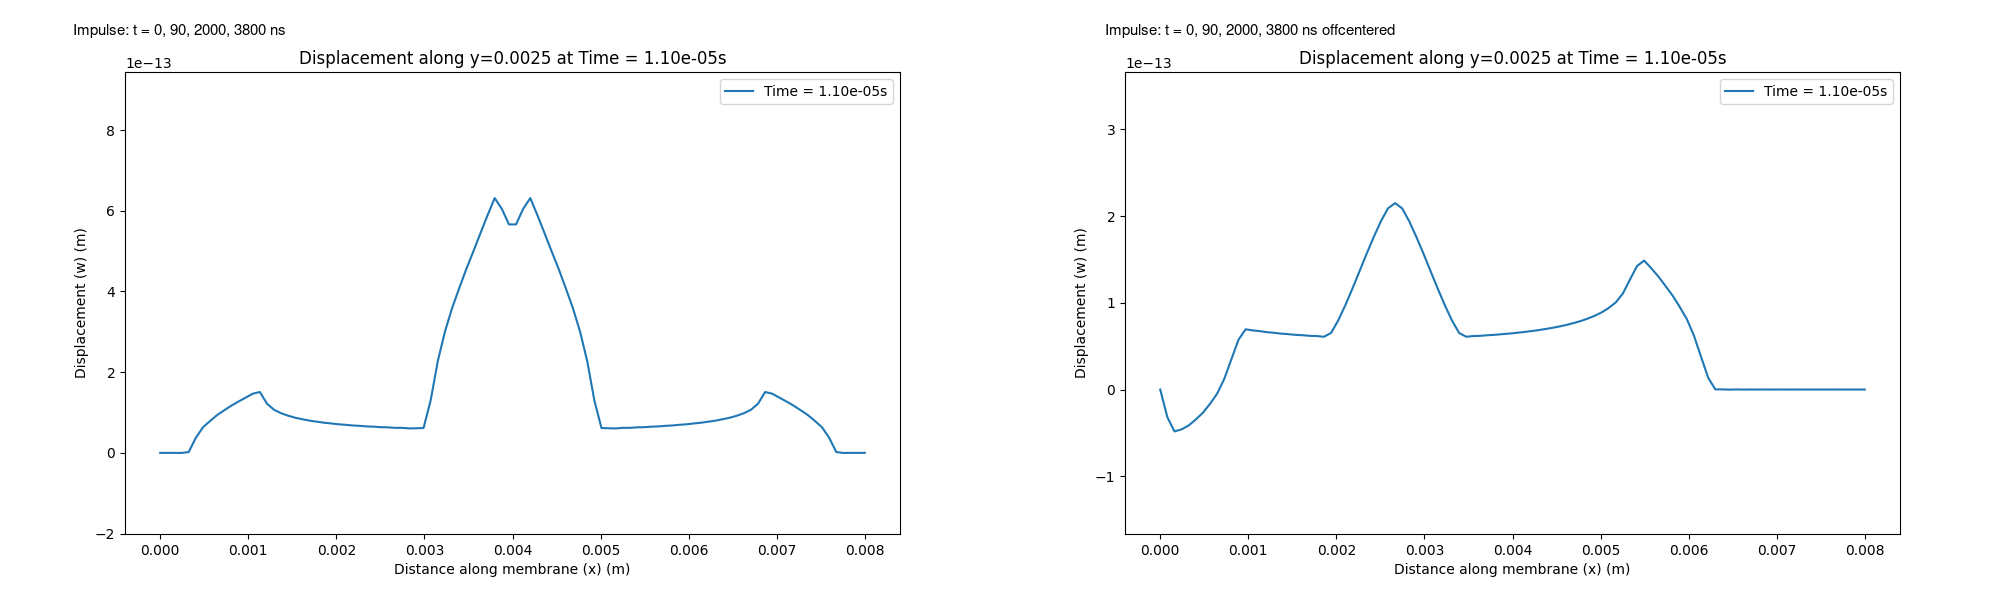 Impulse: t = 0, 90, 2000, 3800 ns
Displacement along y=0.0025 at Time = 1.10e-05s
1e−13
Time = 1.10e-05s
8
6
4
2
0
−2
Displacement (w) (m)
0.000 0.001 0.002 0.003 0.004 0.005 0.006 0.007 0.008
Distance along membrane (x) (m)
Impulse: t = 0, 90, 2000, 3800 ns offcentered
Displacement along y=0.0025 at Time = 1.10e-05s
1e−13
Time = 1.10e-05s
3
2
1
0
−1
Displacement (w) (m)
0.000 0.001 0.002 0.003 0.004 0.005 0.006 0.007 0.008
Distance along membrane (x) (m)